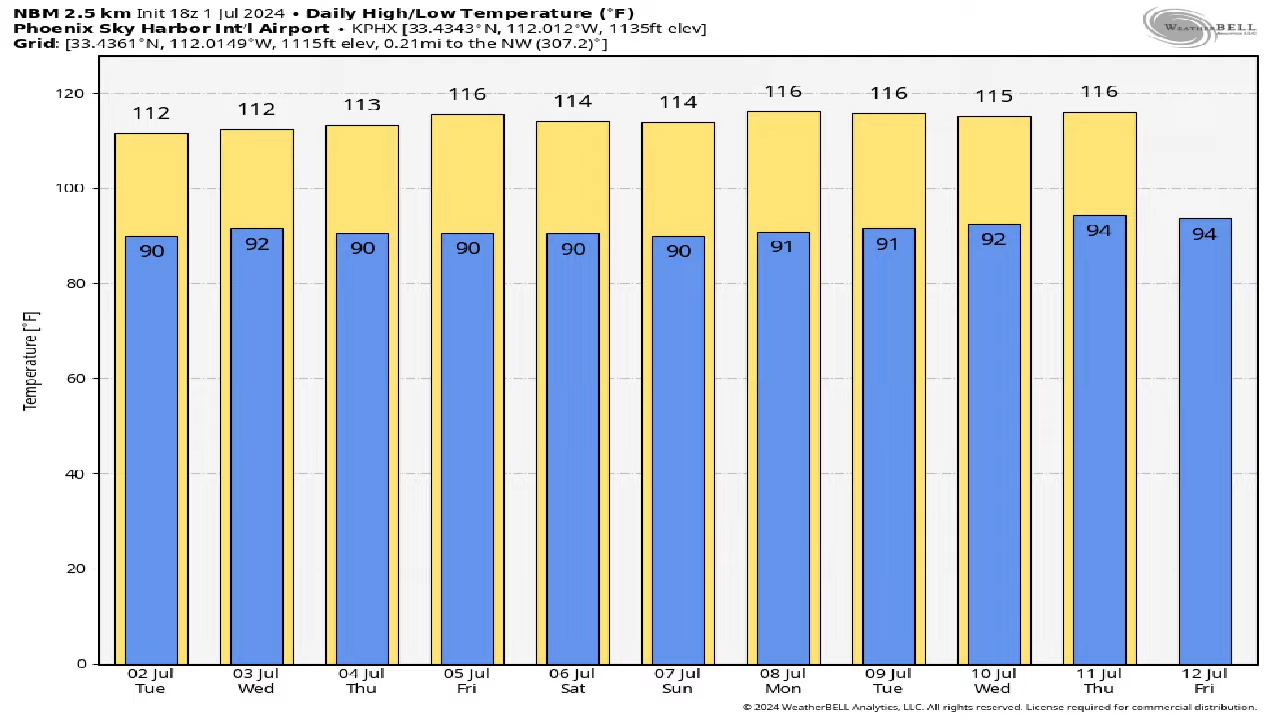 NBM 2.5 km Init 18z 1 Jul 2024 • Daily High/Low Temperature (°F)
Phoenix Sky Harbor Int'l Airport • KPHX [33.4343°N, 112.012°W, 1135ft elev]
Grid: [33.4361°N, 112.0149°W, 1115ft elev, 0.21mi to the NW (307.2)°]
WEATHERBELL
120
100
80
60
40
20
0
Temperature [°F]
112 112 113 116 114 114 116 116 115 116
90 92 90 90 90 90 91 91 92 94 94
02 Jul 03 Jul 04 Jul 05 Jul 06 Jul 07 Jul 08 Jul 09 Jul 10 Jul 11 Jul 12 Jul
Tue Wed Thu Fri Sat Sun Mon Tue Wed Thu Fri
© 2024 WeatherBELL Analytics, LLC. All rights reserved. License required for commercial distribution.